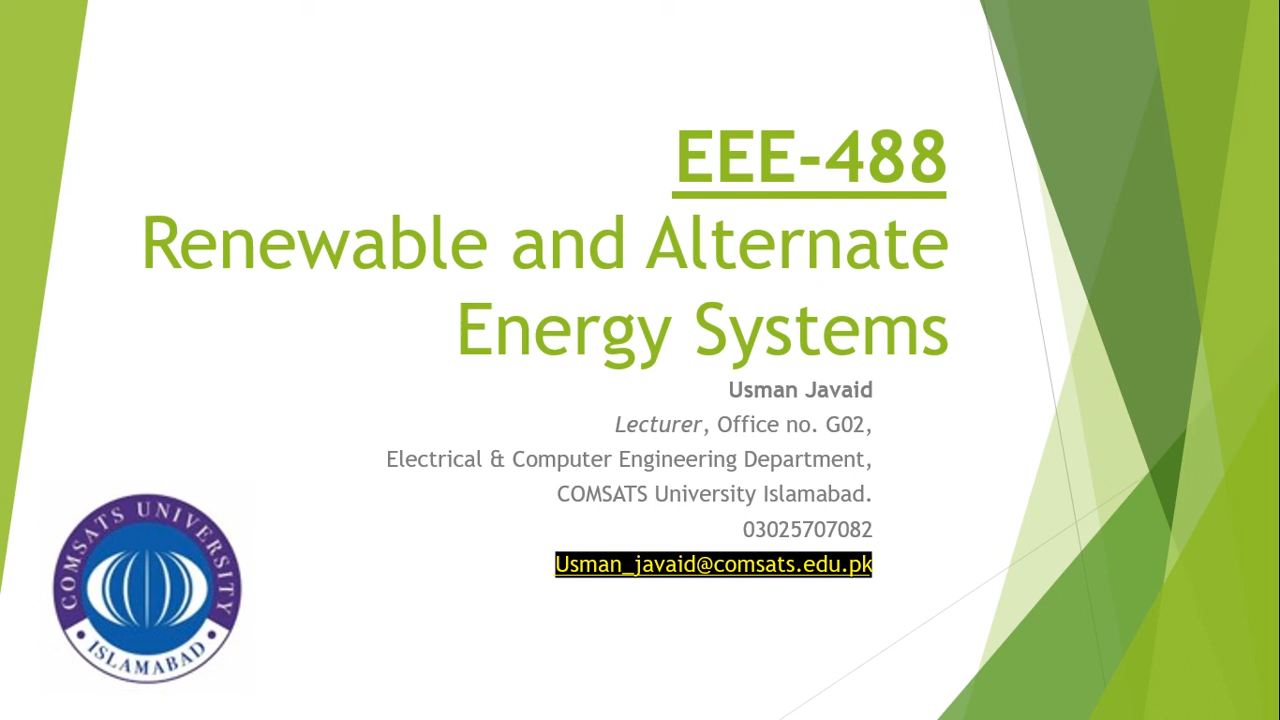 EEE-488
Renewable and Alternate
Energy Systems
Usman Javaid
Lecturer, Office no. G02,
Electrical & Computer Engineering Department,
COMSATS University Islamabad.
03025707082
Usman_javaid@comsats.edu.pk
COMSATS UNIVERSITY
ISLAMABAD